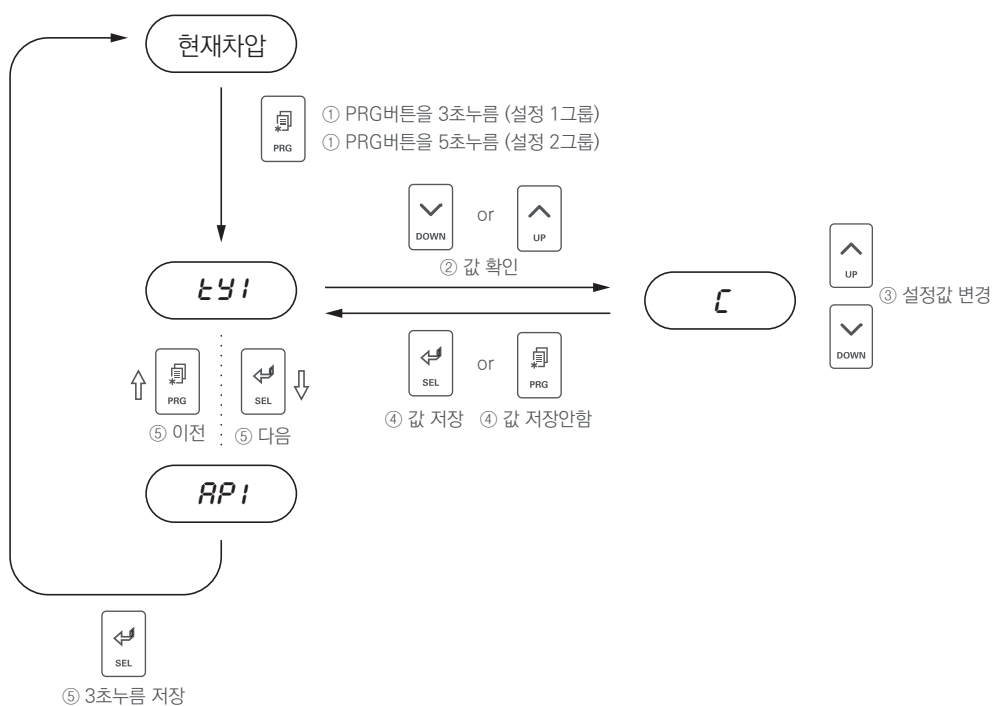 현재차압
PRG
① PRG버튼을 3초누름 (설정 1그룹)
① PRG버튼을 5초누름 (설정 2그룹)
DOWN
or
UP
② 값 확인
tY1
C
UP
③ 설정값 변경
DOWN
SEL
or
PRG
④ 값 저장
④ 값 저장안함
PRG
SEL
⑤ 이전
⑤ 다음
AP1
SEL
⑤ 3초누름 저장